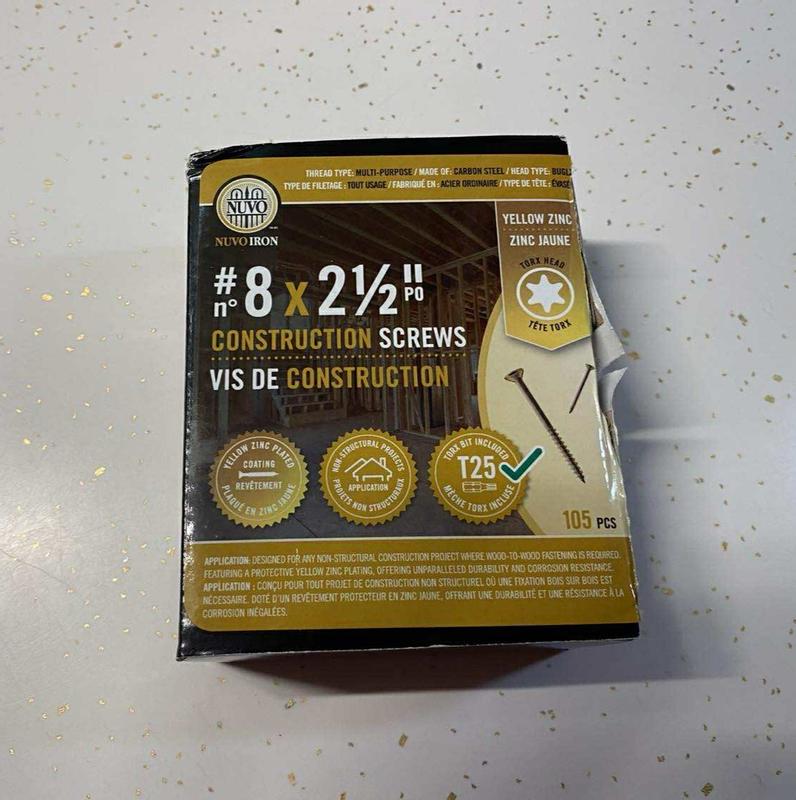 THREAD TYPE: MULTI-PURPOSE / MADE OF: CARBON STEEL / HEAD TYPE: BUGL
TYPE DE FILETAGE : TOUT USAGE / FABRIQUÉ EN : ACIER ORDINAIRE / TYPE DE TÊTE : ÉVASÉ
NUVO
NUVO IRON
YELLOW ZINC
ZINC JAUNE
TORX HEAD
TÊTE TORX
# 8 x 2½"
n° PO
CONSTRUCTION SCREWS
VIS DE CONSTRUCTION
YELLOW ZINC PLATED
COATING
REVÊTEMENT
PLAQUÉ EN ZINC JAUNE
NON-STRUCTURAL PROJECTS
APPLICATION
PROJETS NON STRUCTURAUX
TORX BIT INCLUDED
T25
MÈCHE TORX INCLUSE
105 PCS
APPLICATION: DESIGNED FOR ANY NON-STRUCTURAL CONSTRUCTION PROJECT WHERE WOOD-TO-WOOD FASTENING IS REQUIRED.
FEATURING A PROTECTIVE YELLOW ZINC PLATING, OFFERING UNPARALLELED DURABILITY AND CORROSION RESISTANCE.
APPLICATION : CONÇU POUR TOUT PROJET DE CONSTRUCTION NON STRUCTUREL OÙ UNE FIXATION BOIS SUR BOIS EST
NÉCESSAIRE. DOTÉ D'UN REVÊTEMENT PROTECTEUR EN ZINC JAUNE, OFFRANT UNE DURABILITÉ ET UNE RÉSISTANCE À LA
CORROSION INÉGALÉES.